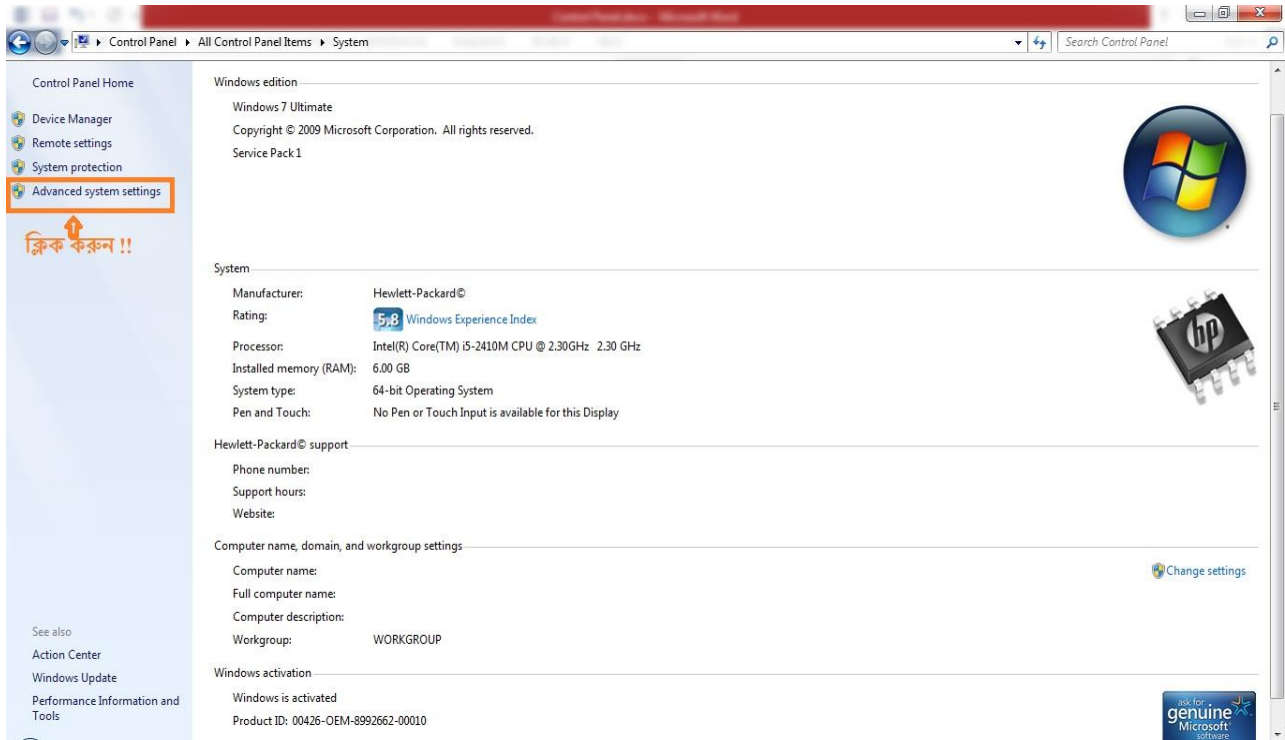 Control Panel.docx - Microsoft Word
Control Panel ▸ All Control Panel Items ▸ System
Search Control Panel
Control Panel Home
Device Manager
Remote settings
System protection
Advanced system settings
1
ক্লিক করুন !!
See also
Action Center
Windows Update
Performance Information and
Tools
Windows edition
Windows 7 Ultimate
Copyright © 2009 Microsoft Corporation. All rights reserved.
Service Pack 1
System
Manufacturer: Hewlett-Packard©
Rating: 5.8 Windows Experience Index
Processor: Intel(R) Core(TM) i5-2410M CPU @ 2.30GHz 2.30 GHz
Installed memory (RAM): 6.00 GB
System type: 64-bit Operating System
Pen and Touch: No Pen or Touch Input is available for this Display
hp
Hewlett-Packard© support
Phone number:
Support hours:
Website:
Computer name, domain, and workgroup settings
Computer name:
Change settings
Full computer name:
Computer description:
Workgroup: WORKGROUP
Windows activation
Windows is activated
Product ID: 00426-OEM-8992662-00010
ask for
genuine
Microsoft
software